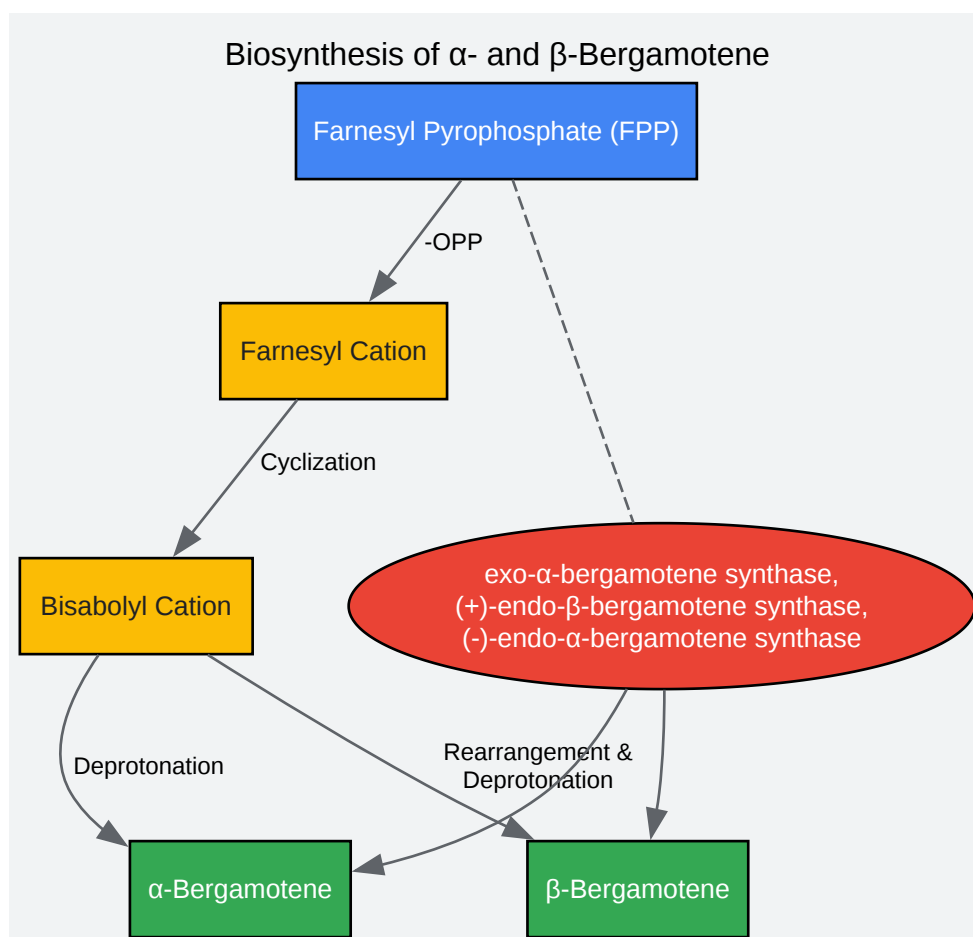 Biosynthesis of α- and β-Bergamotene
Farnesyl Pyrophosphate (FPP)
-OPP
Farnesyl Cation
Cyclization
Bisabolyl Cation
exo-α-bergamotene synthase,
(+)-endo-β-bergamotene synthase,
(-)-endo-α-bergamotene synthase
Deprotonation
Rearrangement &
Deprotonation
α-Bergamotene
β-Bergamotene